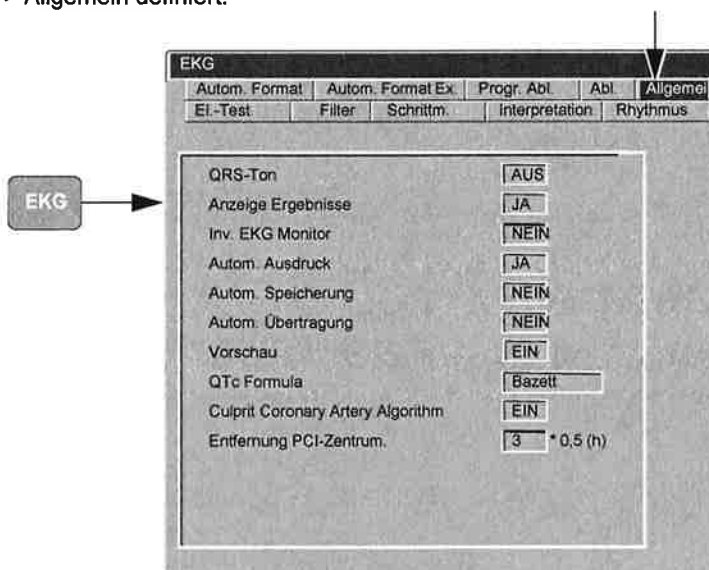 Allgemein definiert.
EKG
Autom. Format Autom. Format Ex. Progr. Abl. Abl. Allgemei
El.-Test Filter Schrittm. Interpretation Rhythmus
EKG
QRS-Ton AUS
Anzeige Ergebnisse JA
Inv. EKG Monitor NEIN
Autom. Ausdruck JA
Autom. Speicherung NEIN
Autom. Übertragung NEIN
Vorschau EIN
QTc Formula Bazett
Culprit Coronary Artery Algorithm EIN
Entfernung PCI-Zentrum. 3 * 0,5 (h)